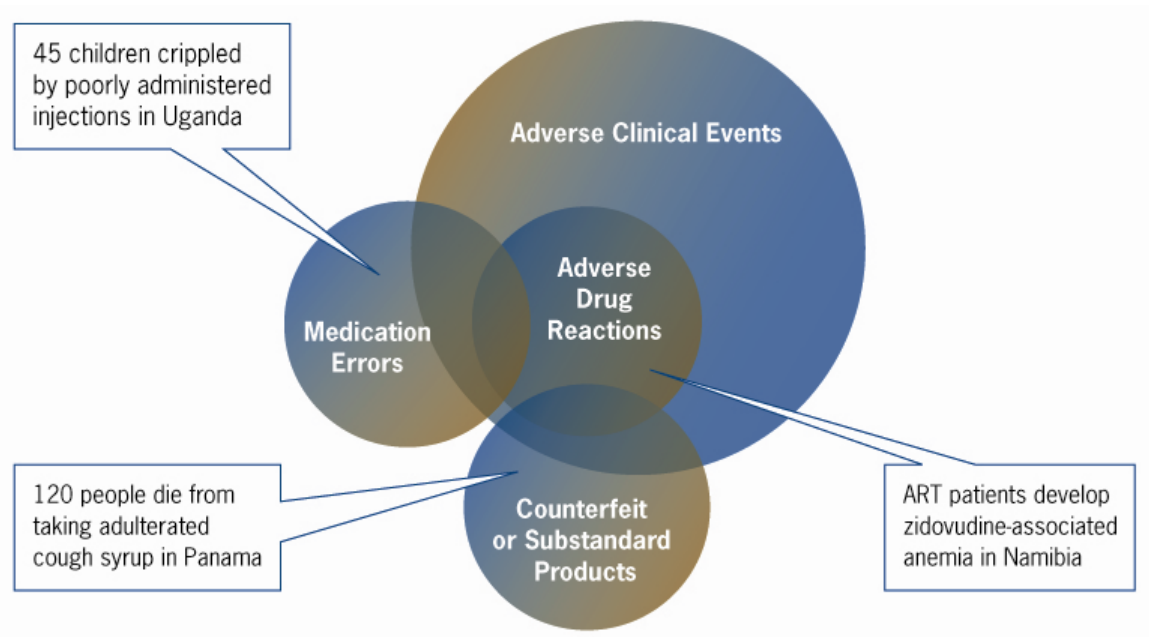 45 children crippled
by poorly administered
injections in Uganda
Adverse Clinical Events
Adverse
Drug
Reactions
Medication
Errors
120 people die from
taking adulterated
cough syrup in Panama
Counterfeit
or Substandard
Products
ART patients develop
zidovudine-associated
anemia in Namibia